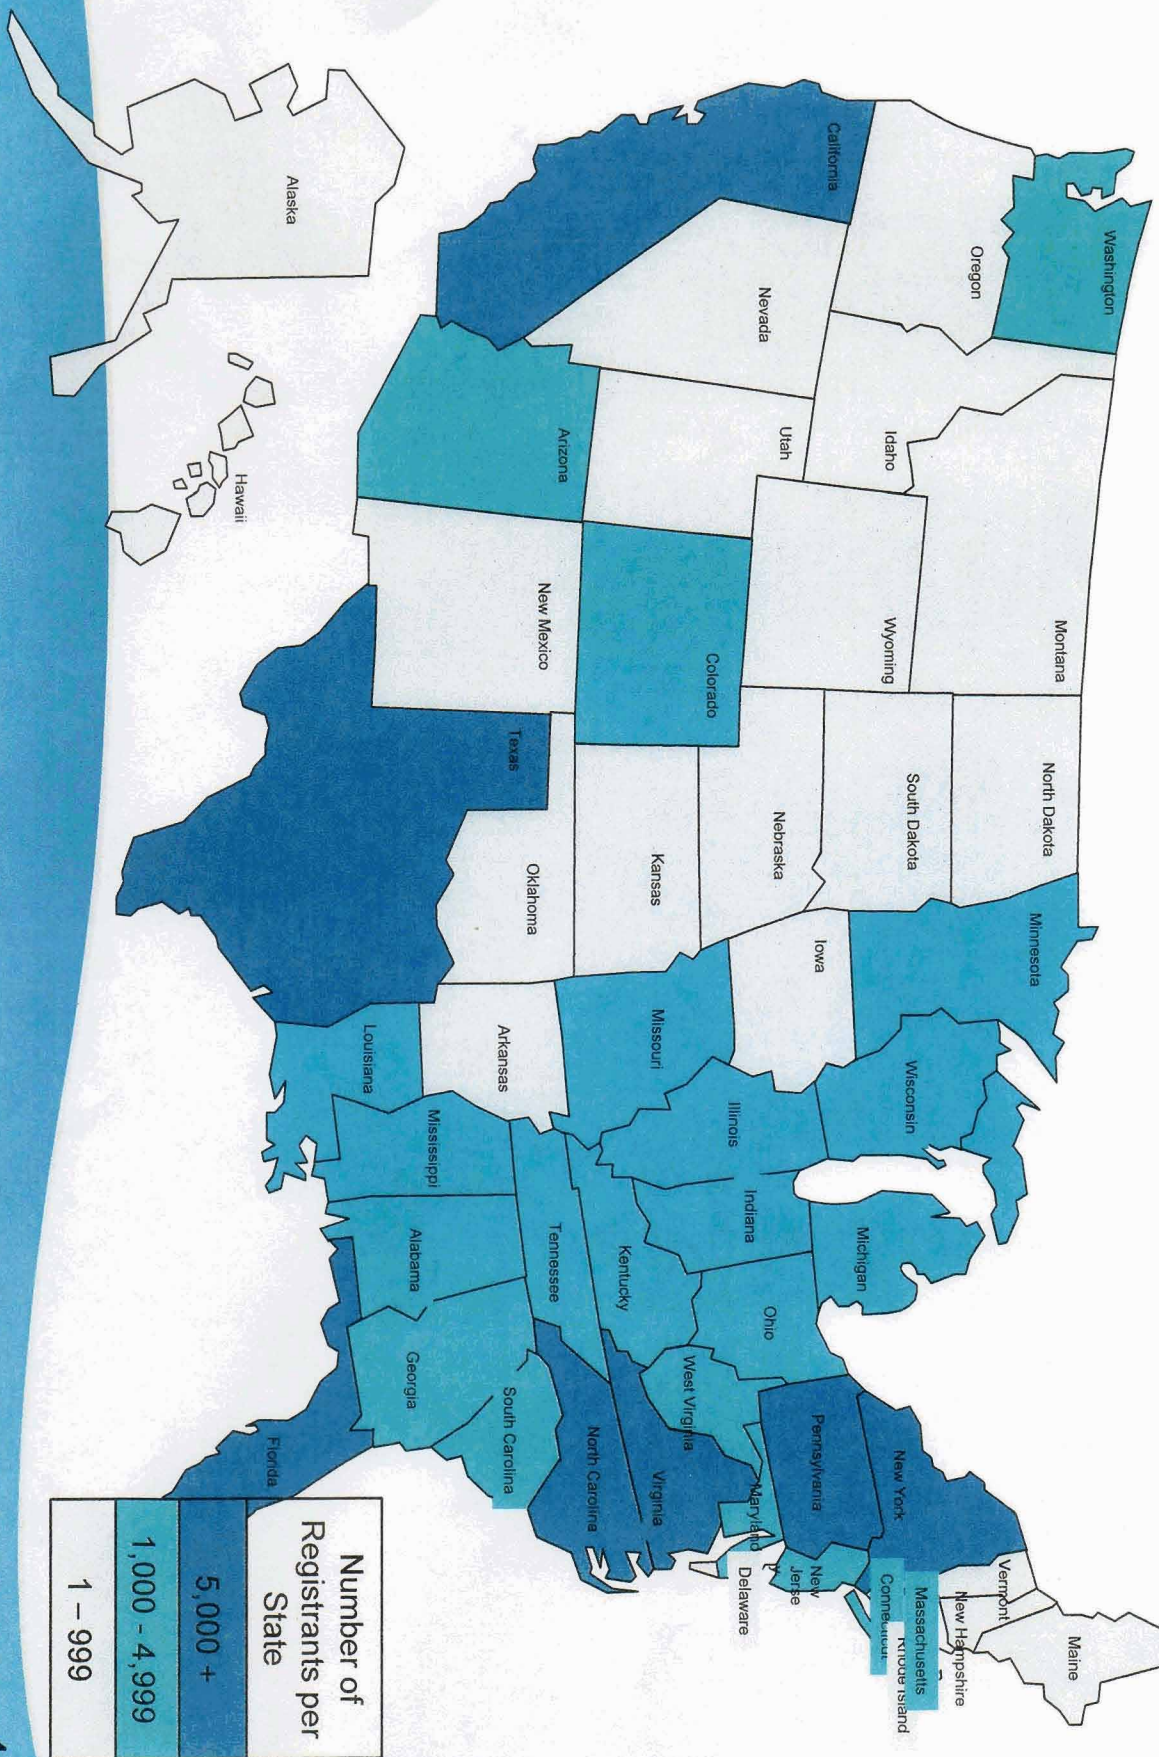 Washington
Oregon
California
Nevada
Idaho
Montana
Wyoming
Utah
Arizona
Colorado
New Mexico
North Dakota
South Dakota
Nebraska
Kansas
Oklahoma
Texas
Minnesota
Iowa
Missouri
Arkansas
Louisiana
Wisconsin
Illinois
Mississippi
Michigan
Indiana
Kentucky
Tennessee
Alabama
Ohio
West Virginia
Georgia
South Carolina
North Carolina
Virginia
Florida
Pennsylvania
New York
Maryland
Delaware
New
Jerse
y
Connecticut
Rhode Island
Massachusetts
New Hampshire
Vermont
Maine
Alaska
Hawaii
Number of
Registrants per
State
5,000 +
1,000 - 4,999
1 – 999